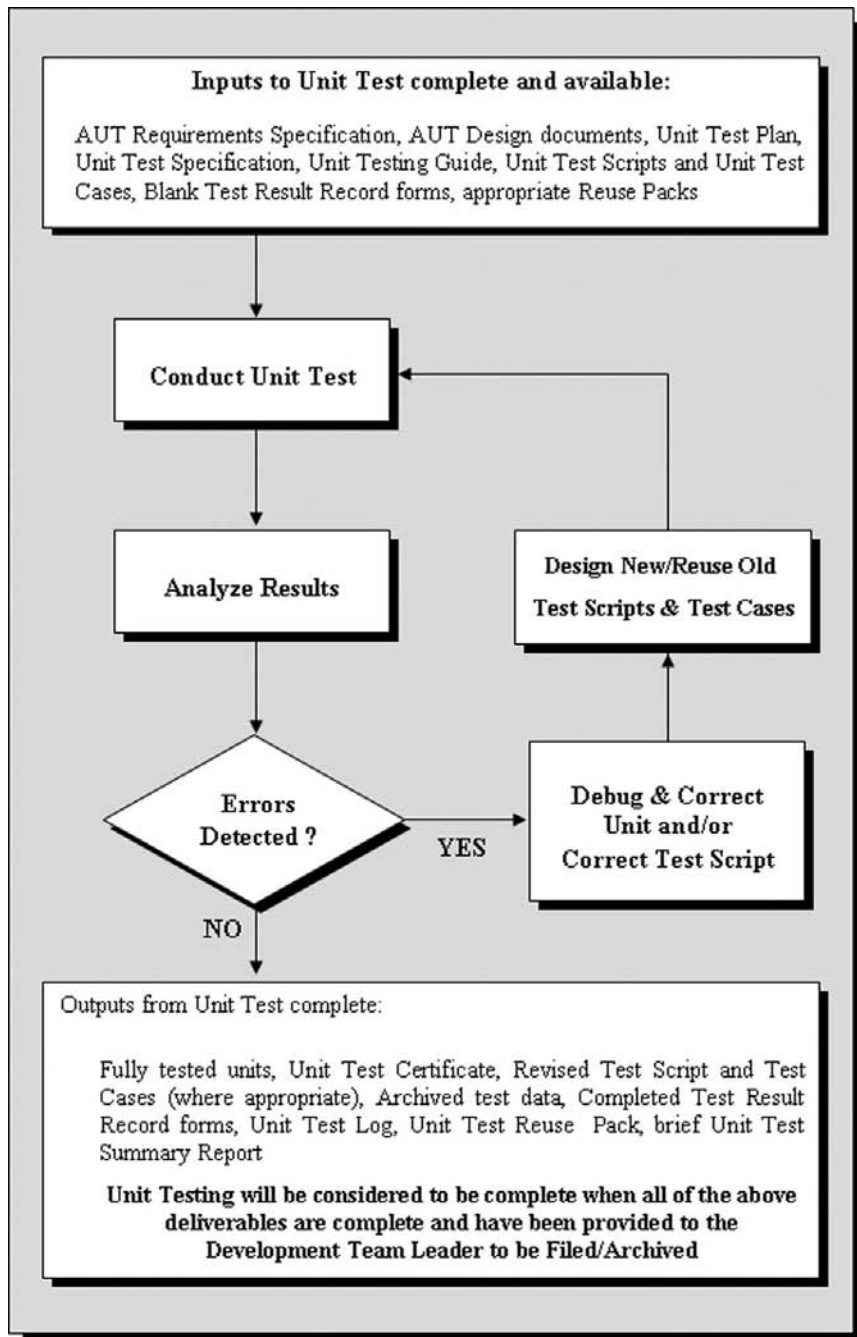 Inputs to Unit Test complete and available:
AUT Requirements Specification, AUT Design documents, Unit Test Plan,
Unit Test Specification, Unit Testing Guide, Unit Test Scripts and Unit Test
Cases, Blank Test Result Record forms, appropriate Reuse Packs
Conduct Unit Test
Analyze Results
Design New/Reuse Old
Test Scripts & Test Cases
Errors
Detected ?
YES
Debug & Correct
Unit and/or
Correct Test Script
NO
Outputs from Unit Test complete:
Fully tested units, Unit Test Certificate, Revised Test Script and Test
Cases (where appropriate), Archived test data, Completed Test Result
Record forms, Unit Test Log, Unit Test Reuse Pack, brief Unit Test
Summary Report
Unit Testing will be considered to be complete when all of the above
deliverables are complete and have been provided to the
Development Team Leader to be Filed/Archived